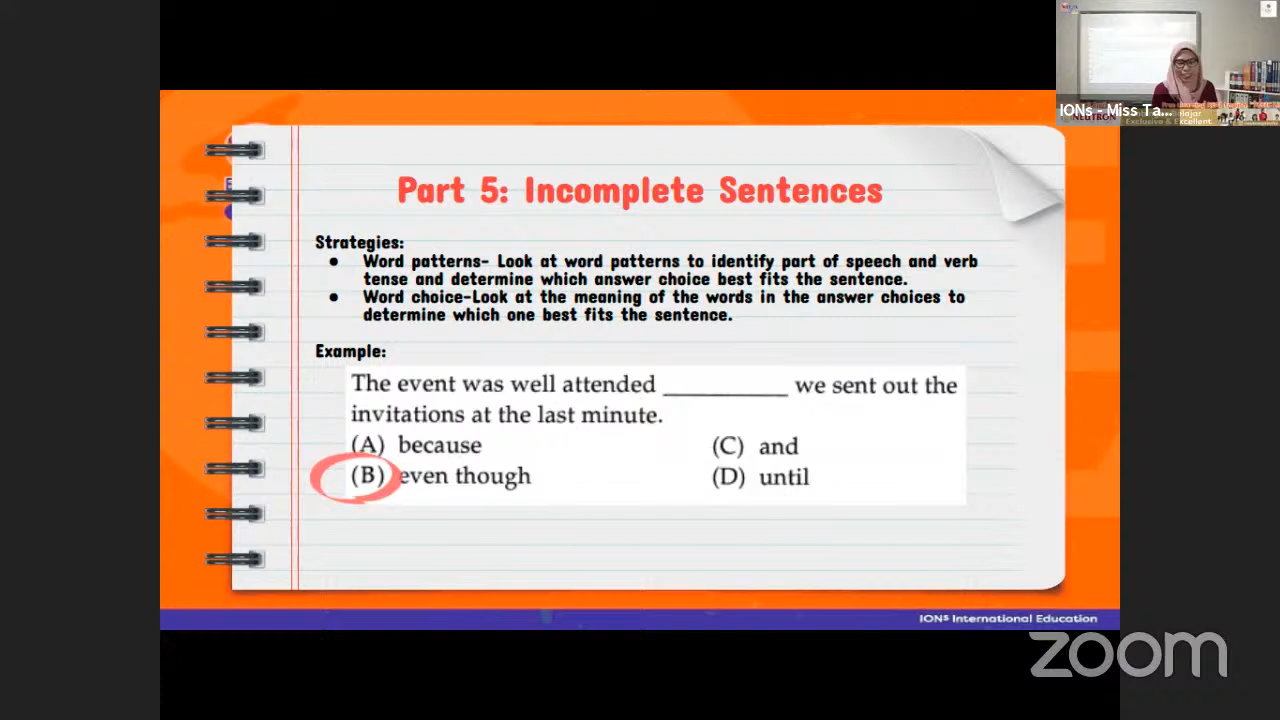 IONs - Miss Ta...
NEUTRON
Exclusive & Excellent
Part 5: Incomplete Sentences
Strategies:
● Word patterns- Look at word patterns to identify part of speech and verb
tense and determine which answer choice best fits the sentence.
● Word choice-Look at the meaning of the words in the answer choices to
determine which one best fits the sentence.
Example:
The event was well attended __________ we sent out the
invitations at the last minute.
(A) because
(C) and
(B) even though
(D) until
IONs International Education
zoom